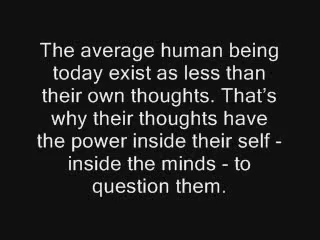 The average human being
today exist as less than
their own thoughts. That's
why their thoughts have
the power inside their self -
inside the minds - to
question them.